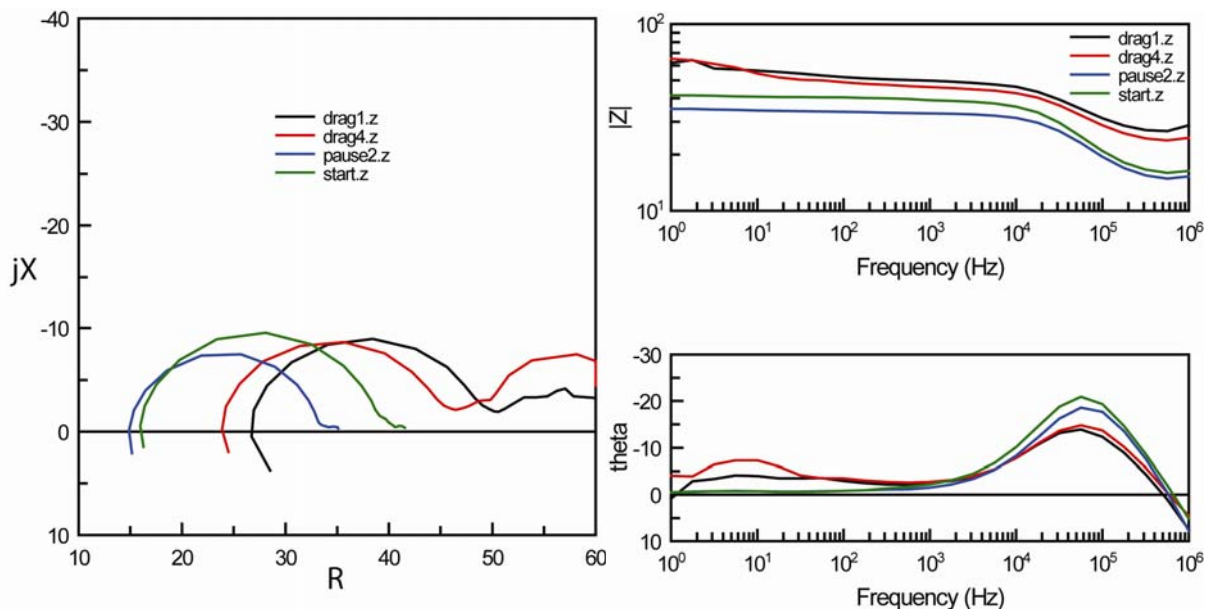 -40
-30
-20
-10
0
10
jX
10
20
30
40
50
60
R
drag1.z
drag4.z
pause2.z
start.z
10²
10¹
|Z|
drag1.z
drag4.z
pause2.z
start.z
10⁰
10¹
10²
10³
10⁴
10⁵
10⁶
Frequency (Hz)
-30
-20
-10
0
10
theta
10⁰
10¹
10²
10³
10⁴
10⁵
10⁶
Frequency (Hz)